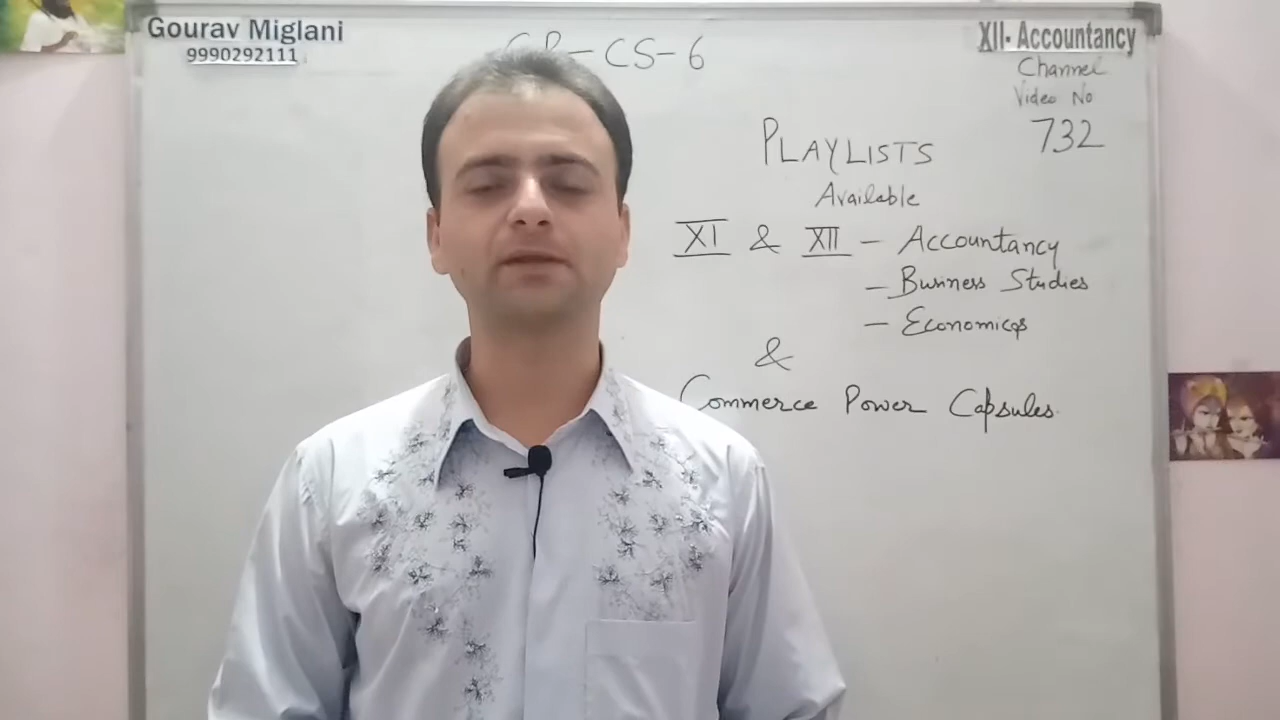 Gourav Miglani
9990292111
-CS-6
XII- Accountancy
Channel
Video No
732
PLAYLISTS
Available
XI & XII - Accountancy
- Business Studies
- Economics
&
Commerce Power Capsules.